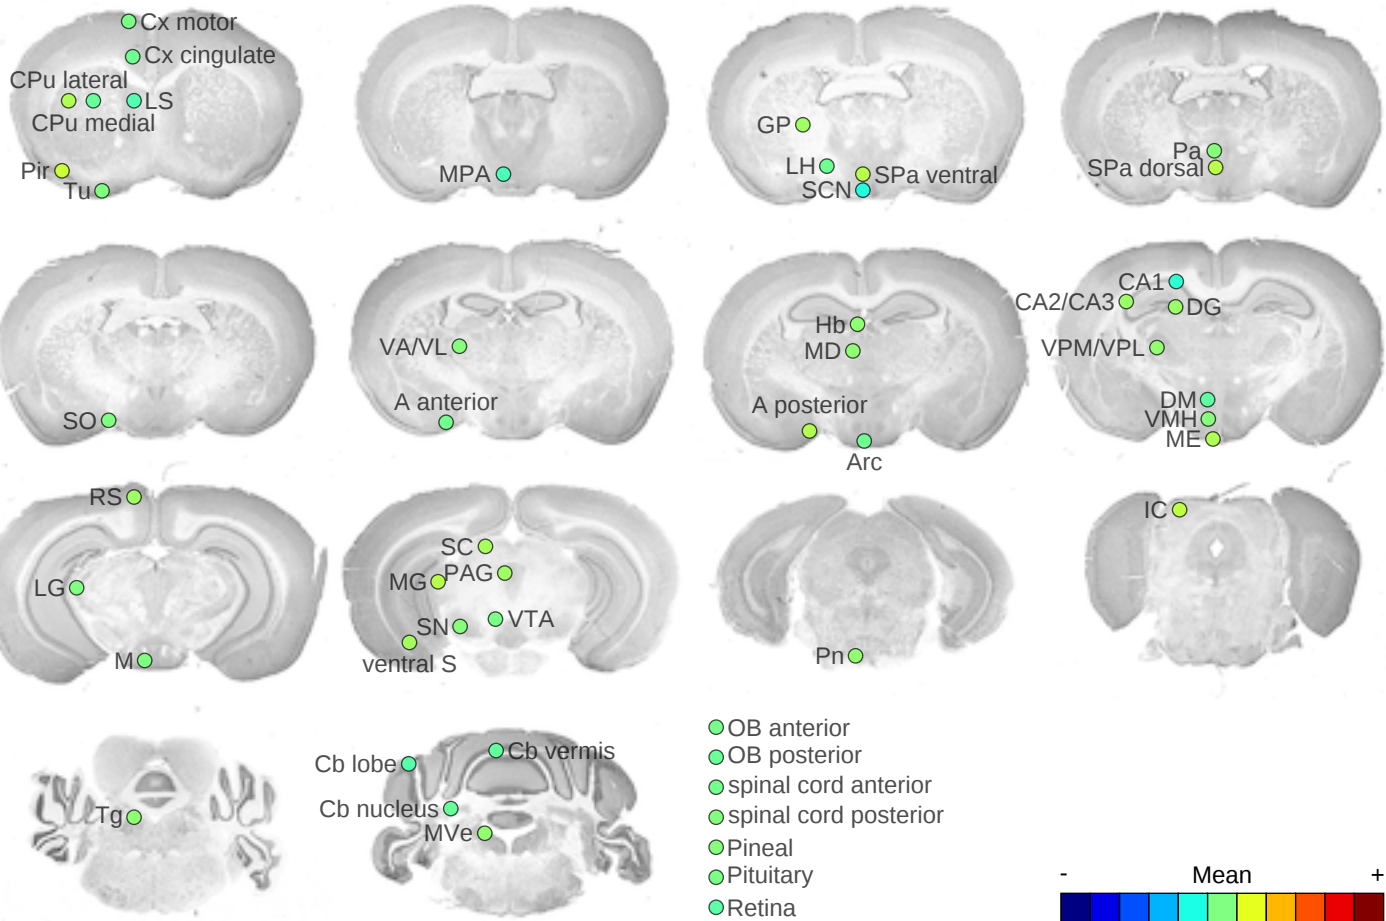 Cx motor
Cx cingulate
CPu lateral
LS
CPu medial
Pir
Tu
MPA
GP
LH
SPa ventral
SCN
Pa
SPa dorsal
SO
VA/VL
A anterior
Hb
MD
A posterior
Arc
CA1
CA2/CA3
DG
VPM/VPL
DM
VMH
ME
RS
LG
M
SC
MG
PAG
SN
VTA
ventral S
Pn
IC
Tg
Cb lobe
Cb vermis
Cb nucleus
MVe
OB anterior
OB posterior
spinal cord anterior
spinal cord posterior
Pineal
Pituitary
Retina
- Mean +